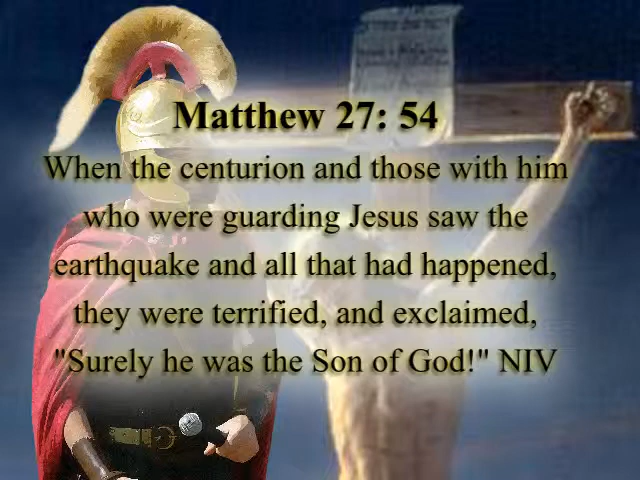 Matthew 27: 54
When the centurion and those with him
who were guarding Jesus saw the
earthquake and all that had happened,
they were terrified, and exclaimed,
"Surely he was the Son of God!" NIV